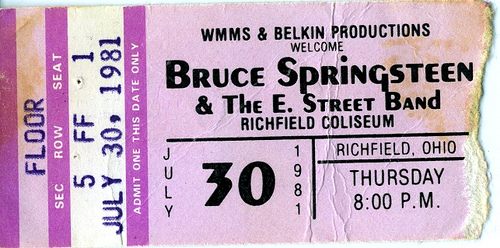 FLOOR
SEC ROW SEAT
5 FF 1
JULY 30, 1981
ADMIT ONE THIS DATE ONLY
WMMS & BELKIN PRODUCTIONS
WELCOME
BRUCE SPRINGSTEEN
& THE E. STREET BAND
RICHFIELD COLISEUM
JULY
30
1981
RICHFIELD, OHIO
THURSDAY
8:00 P.M.